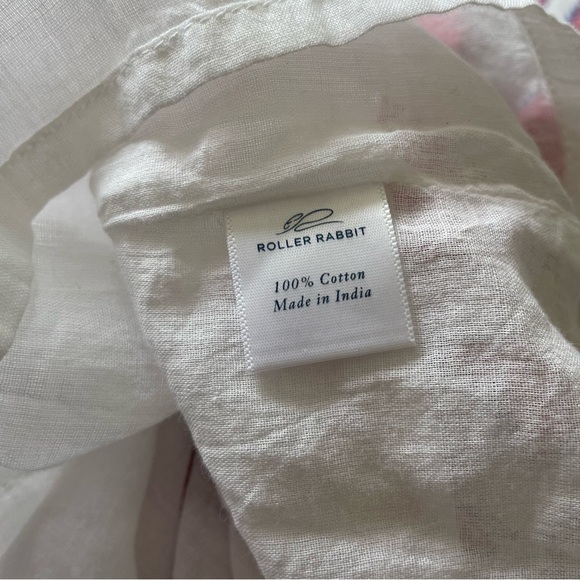 ROLLER RABBIT
100% Cotton
Made in India